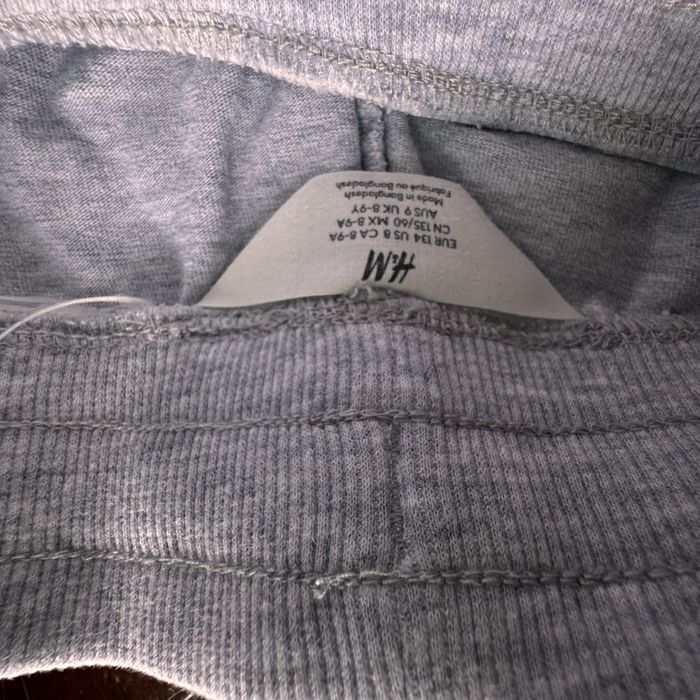 H&M
EUR 134 US 8 CA 8-9A
CN 135/60 MX 8-9A
AUS 9 UK 8-9Y
Made in Bangladesh
Fabriqué au Bangladesh